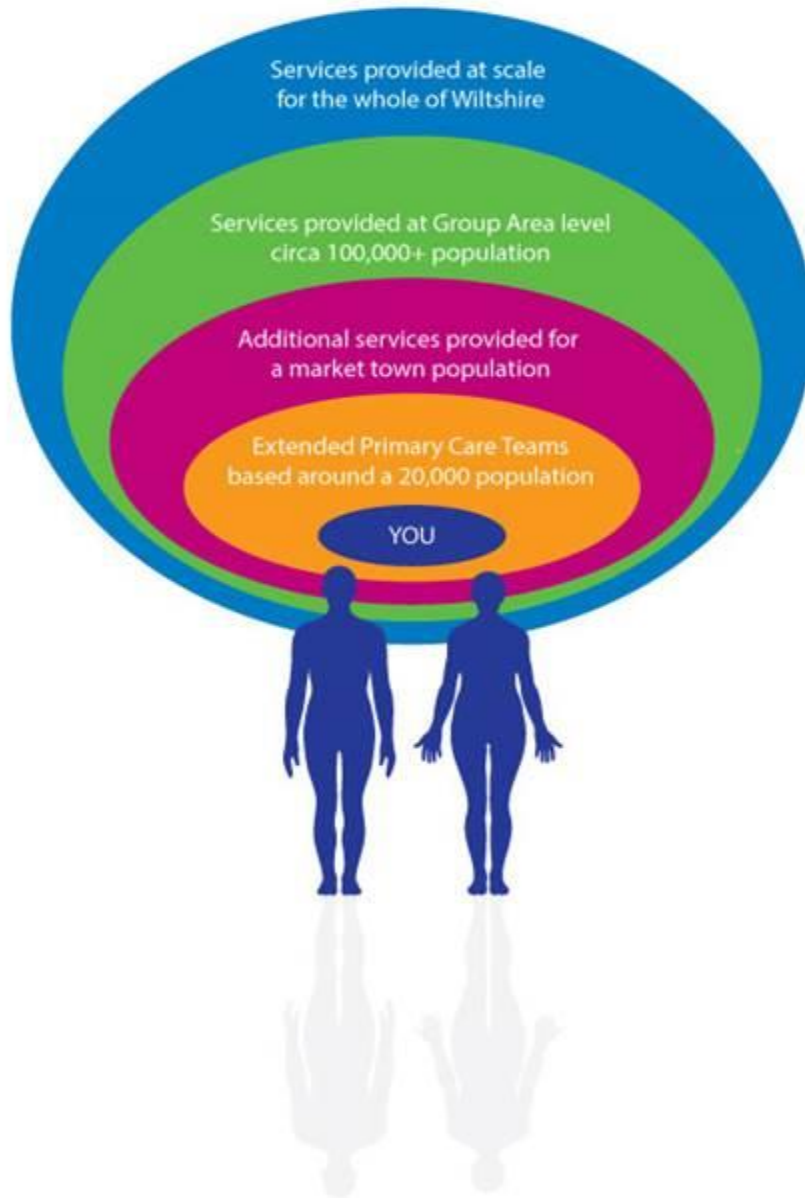 Services provided at scale
for the whole of Wiltshire
Services provided at Group Area level
circa 100,000+ population
Additional services provided for
a market town population
Extended Primary Care Teams
based around a 20,000 population
YOU